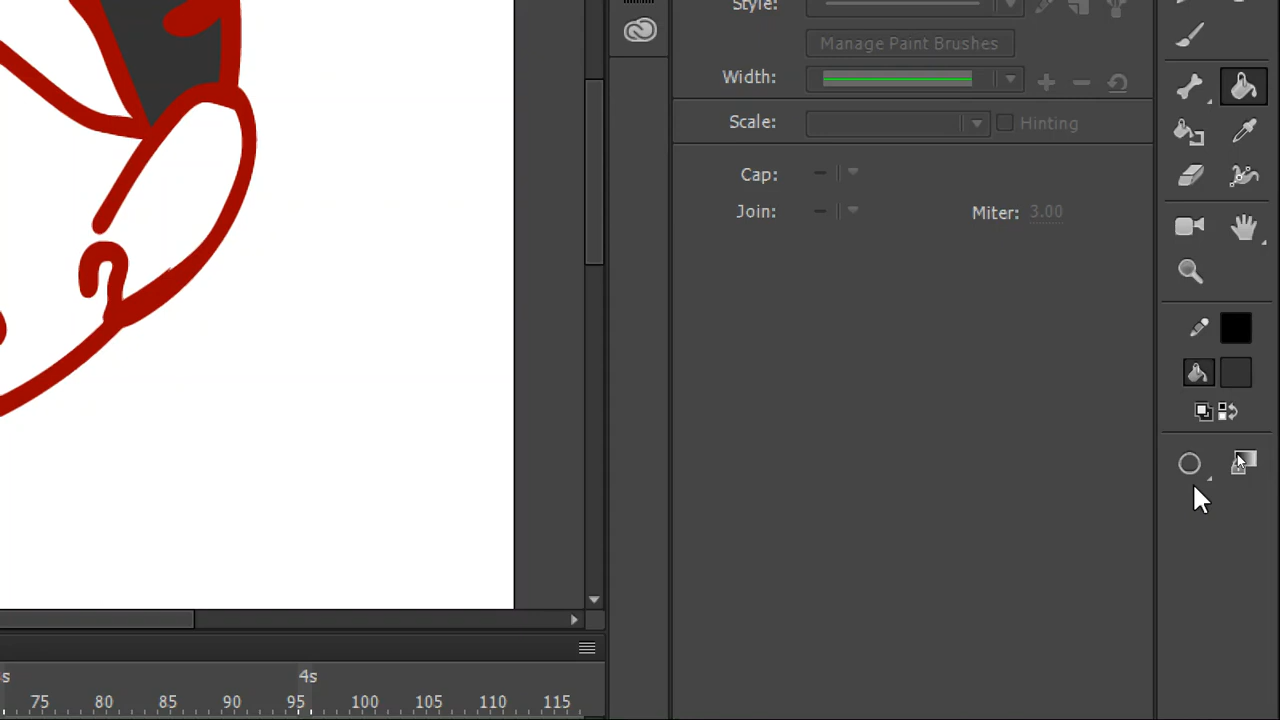 Style:
Manage Paint Brushes
Width:
Scale:
Hinting
Cap:
Join:
Miter: 3.00
s
4s
75 80 85 90 95 100 105 110 115